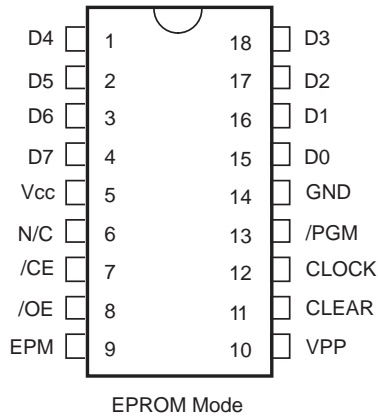 D4 1 18 D3
D5 2 17 D2
D6 3 16 D1
D7 4 15 D0
Vcc 5 14 GND
N/C 6 13 /PGM
/CE 7 12 CLOCK
/OE 8 11 CLEAR
EPM 9 10 VPP
EPROM Mode